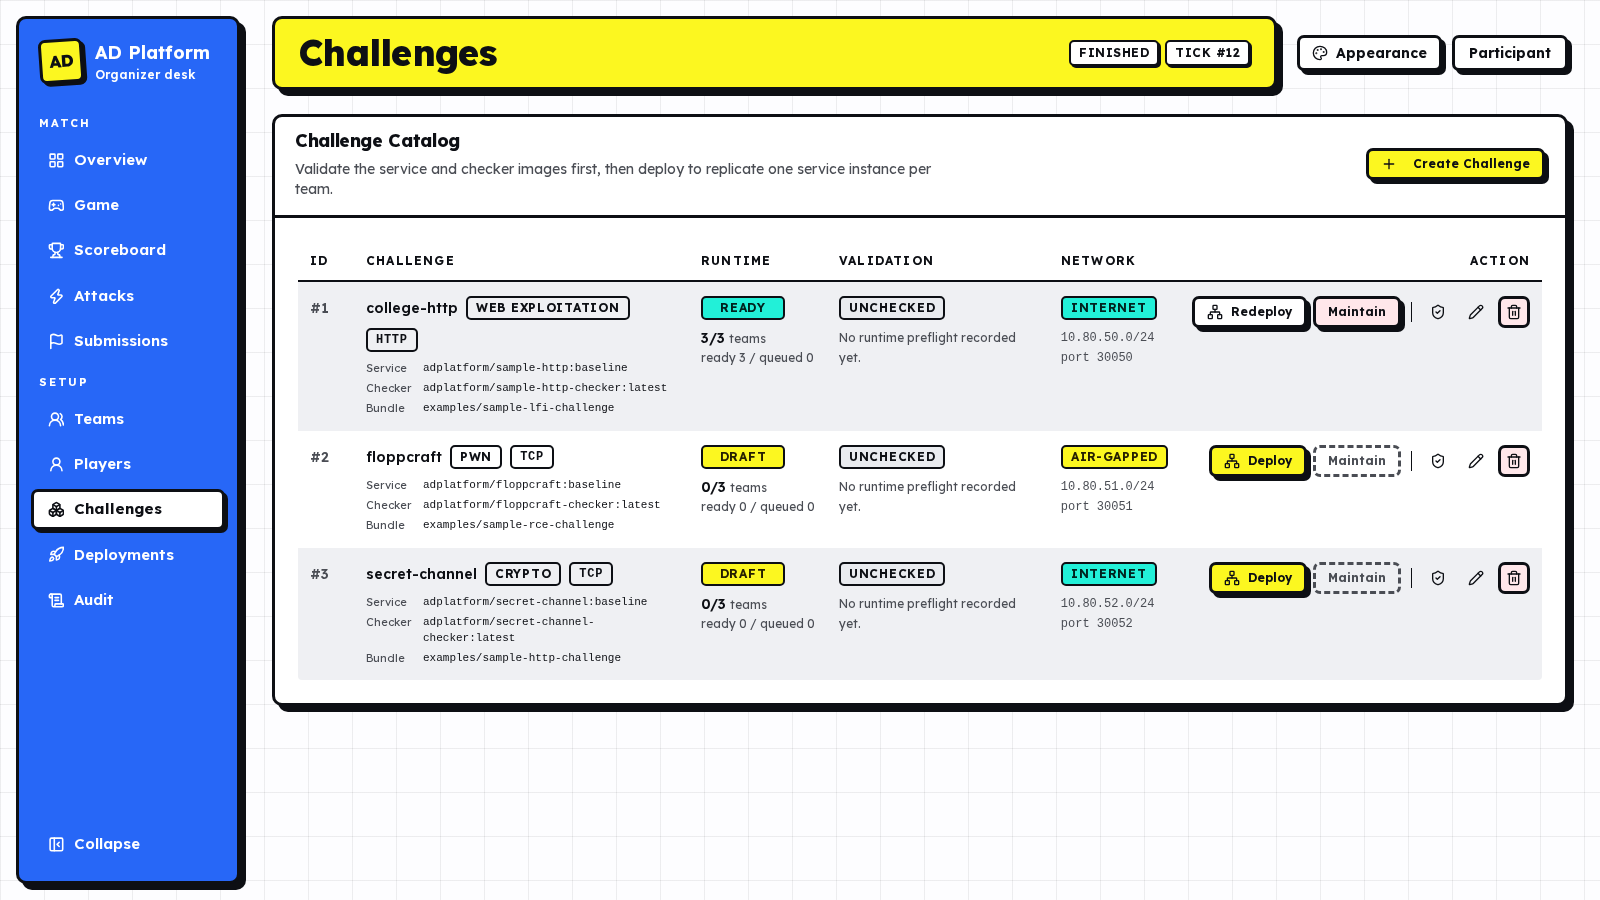 AD
AD Platform
Organizer desk
MATCH
Overview
Game
Scoreboard
Attacks
Submissions
SETUP
Teams
Players
Challenges
Deployments
Audit
Collapse
Challenges
FINISHED
TICK #12
Appearance
Participant
Challenge Catalog
Validate the service and checker images first, then deploy to replicate one service instance per
team.
Create Challenge
ID CHALLENGE RUNTIME VALIDATION NETWORK ACTION
#1 college-http WEB EXPLOITATION READY UNCHECKED INTERNET Redeploy Maintain
HTTP 3/3 teams No runtime preflight recorded 10.80.50.0/24
ready 3 / queued 0 yet. port 30050
Service adplatform/sample-http:baseline
Checker adplatform/sample-http-checker:latest
Bundle examples/sample-lfi-challenge
#2 floppcraft PWN TCP DRAFT UNCHECKED AIR-GAPPED Deploy Maintain
Service adplatform/floppcraft:baseline 0/3 teams No runtime preflight recorded 10.80.51.0/24
Checker adplatform/floppcraft-checker:latest ready 0 / queued 0 yet. port 30051
Bundle examples/sample-rce-challenge
#3 secret-channel CRYPTO TCP DRAFT UNCHECKED INTERNET Deploy Maintain
Service adplatform/secret-channel:baseline 0/3 teams No runtime preflight recorded 10.80.52.0/24
Checker adplatform/secret-channel- ready 0 / queued 0 yet. port 30052
checker:latest
Bundle examples/sample-http-challenge